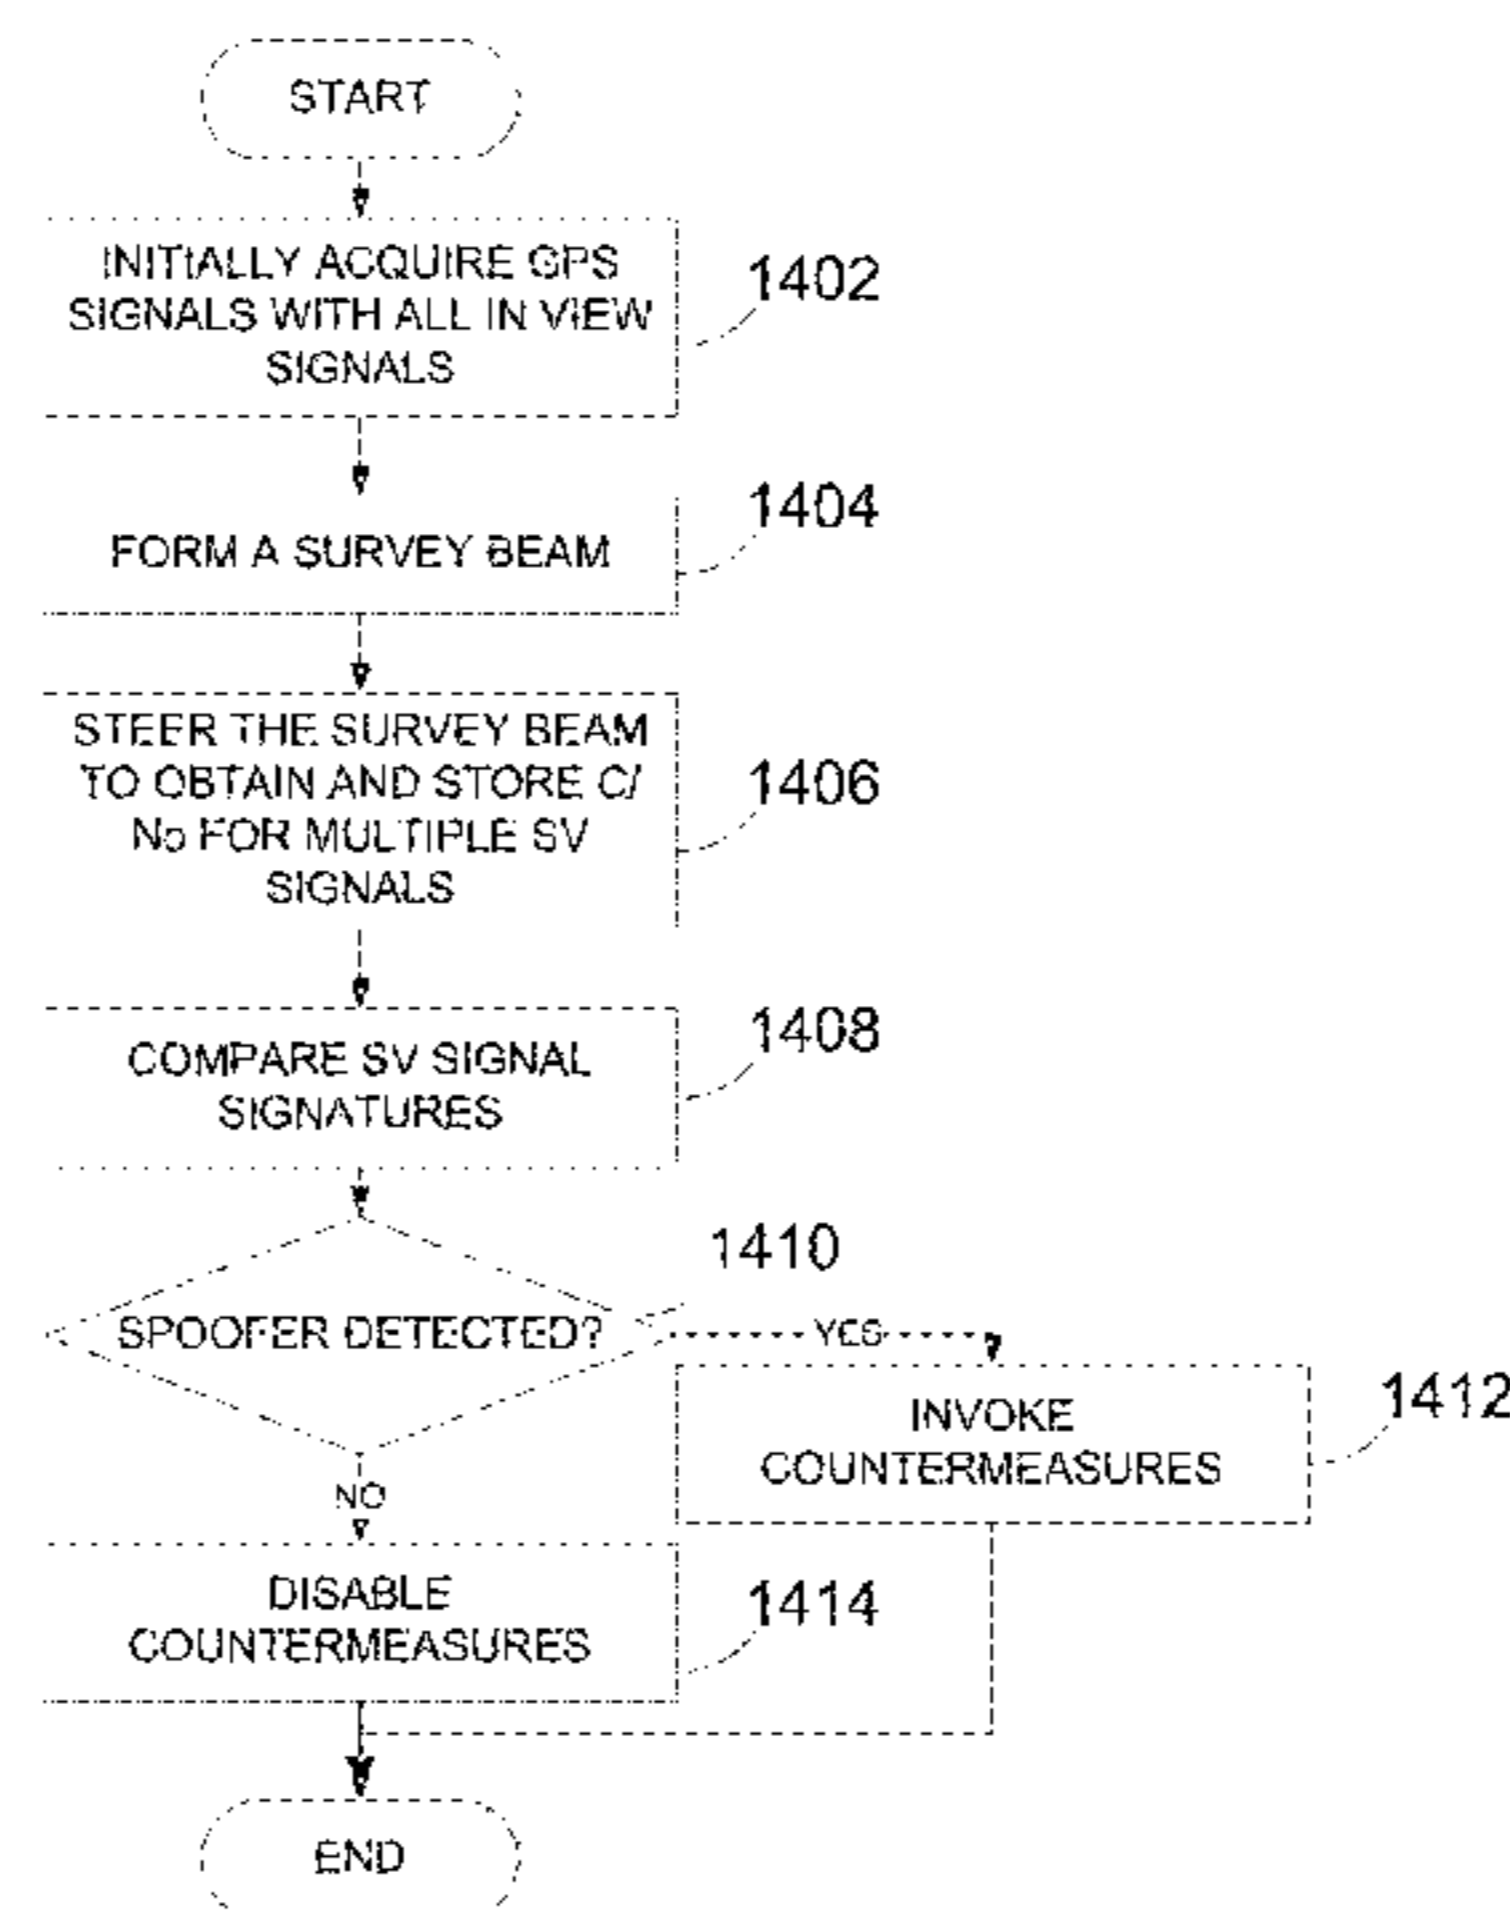 START
INITIALLY ACQUIRE GPS
SIGNALS WITH ALL IN VIEW
SIGNALS
1402
FORM A SURVEY BEAM
1404
STEER THE SURVEY BEAM
TO OBTAIN AND STORE C/
No FOR MULTIPLE SV
SIGNALS
1406
COMPARE SV SIGNAL
SIGNATURES
1408
SPOOFER DETECTED?
1410
YES
INVOKE
COUNTERMEASURES
1412
NO
DISABLE
COUNTERMEASURES
1414
END